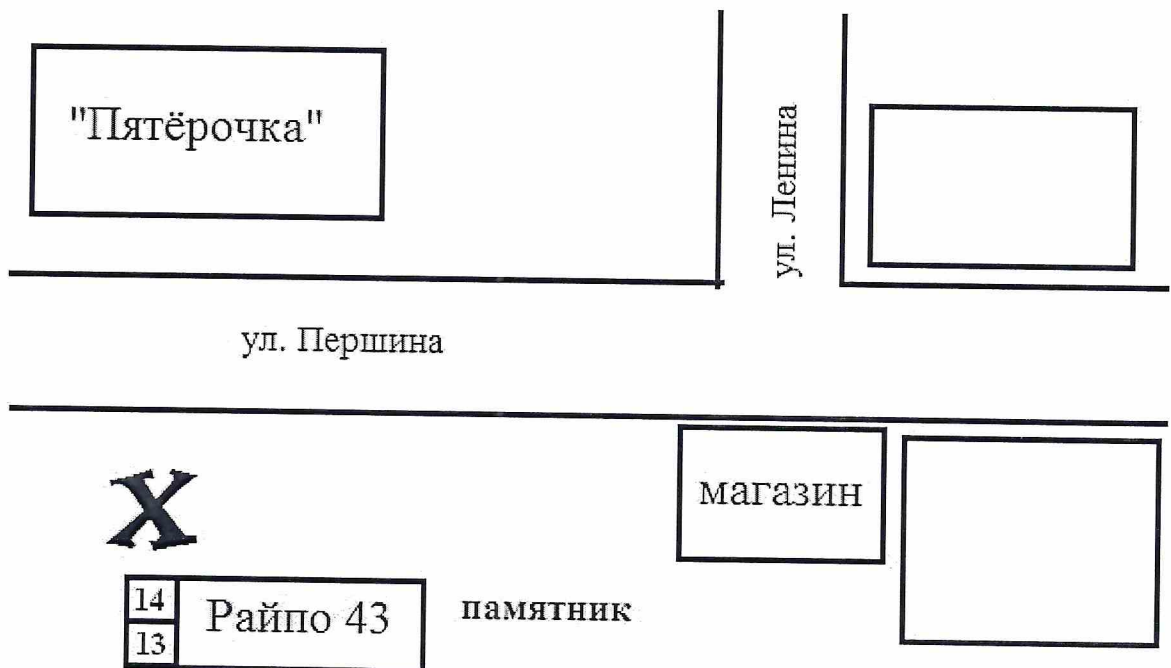 "Пятёрочка"
ул. Ленина
ул. Першина
X
магазин
14
13
Райпо 43
памятник